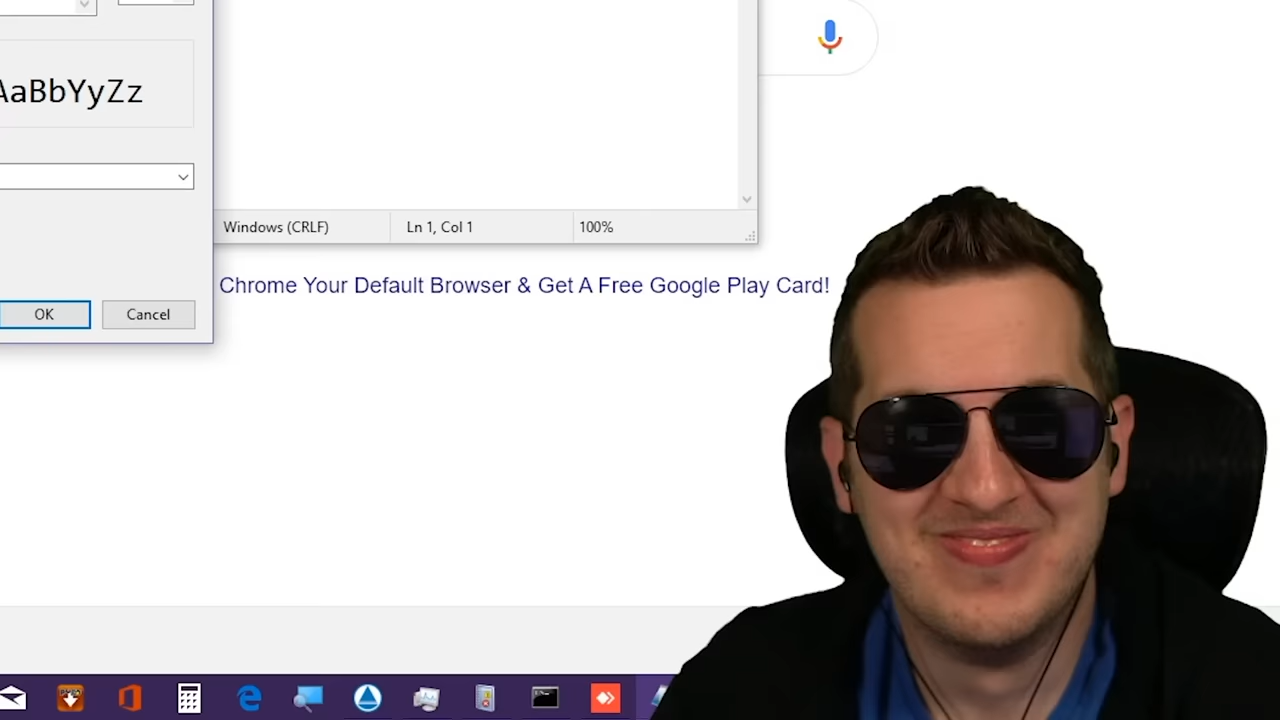 AaBbYyZz
Windows (CRLF)
Ln 1, Col 1
100%
Chrome Your Default Browser & Get A Free Google Play Card!
OK
Cancel